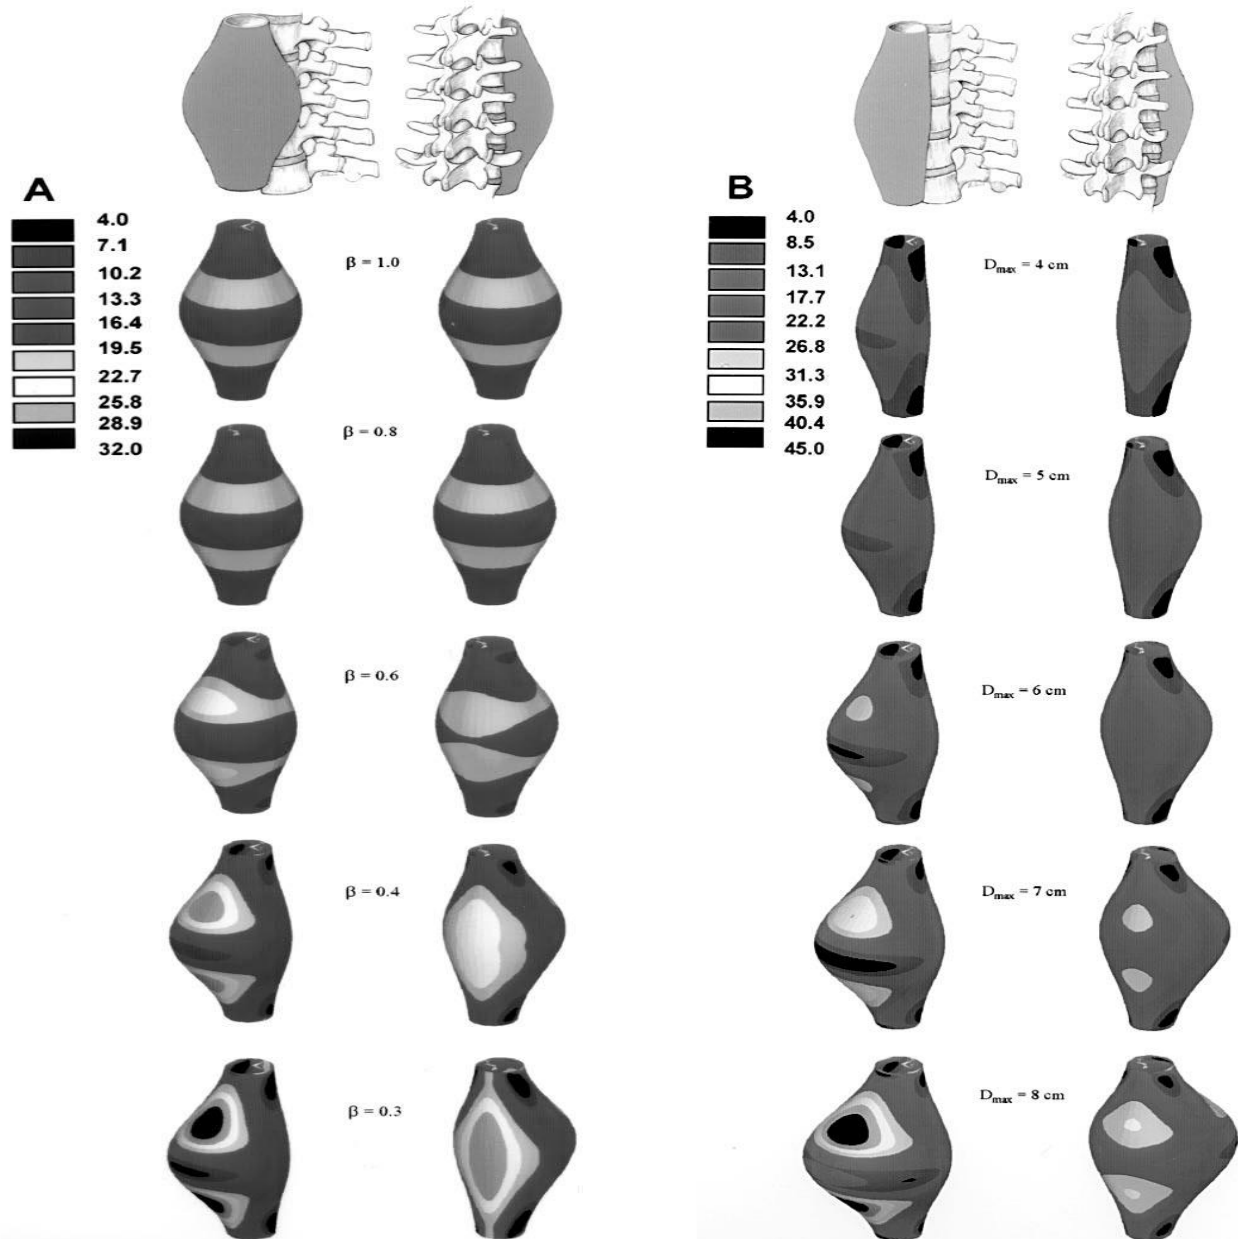 A
4.0
7.1
10.2
13.3
16.4
19.5
22.7
25.8
28.9
32.0
β = 1.0
β = 0.8
β = 0.6
β = 0.4
β = 0.3
B
4.0
8.5
13.1
17.7
22.2
26.8
31.3
35.9
40.4
45.0
Dmax = 4 cm
Dmax = 5 cm
Dmax = 6 cm
Dmax = 7 cm
Dmax = 8 cm